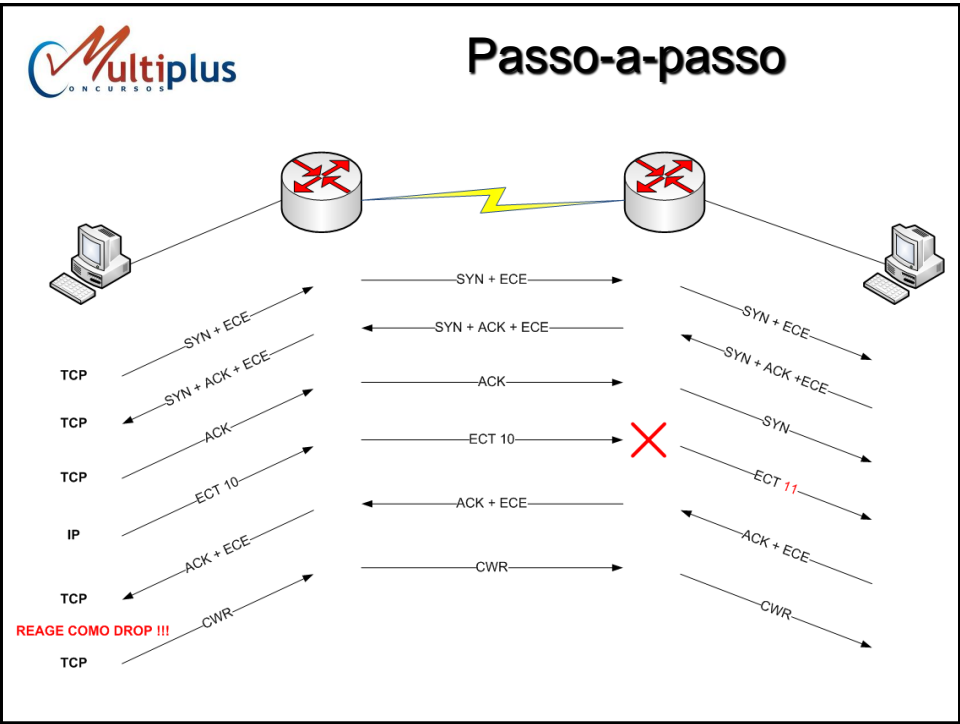 Multiplus
CONCURSOS
Passo-a-passo
SYN + ECE
SYN + ECE
SYN + ECE
SYN + ACK + ECE
SYN + ACK + ECE
SYN + ACK +ECE
TCP
TCP
ACK
ACK
SYN
TCP
ECT 10
ECT 10
ECT 11
IP
ACK + ECE
ACK + ECE
ACK + ECE
TCP
REAGE COMO DROP !!!
CWR
CWR
CWR
TCP